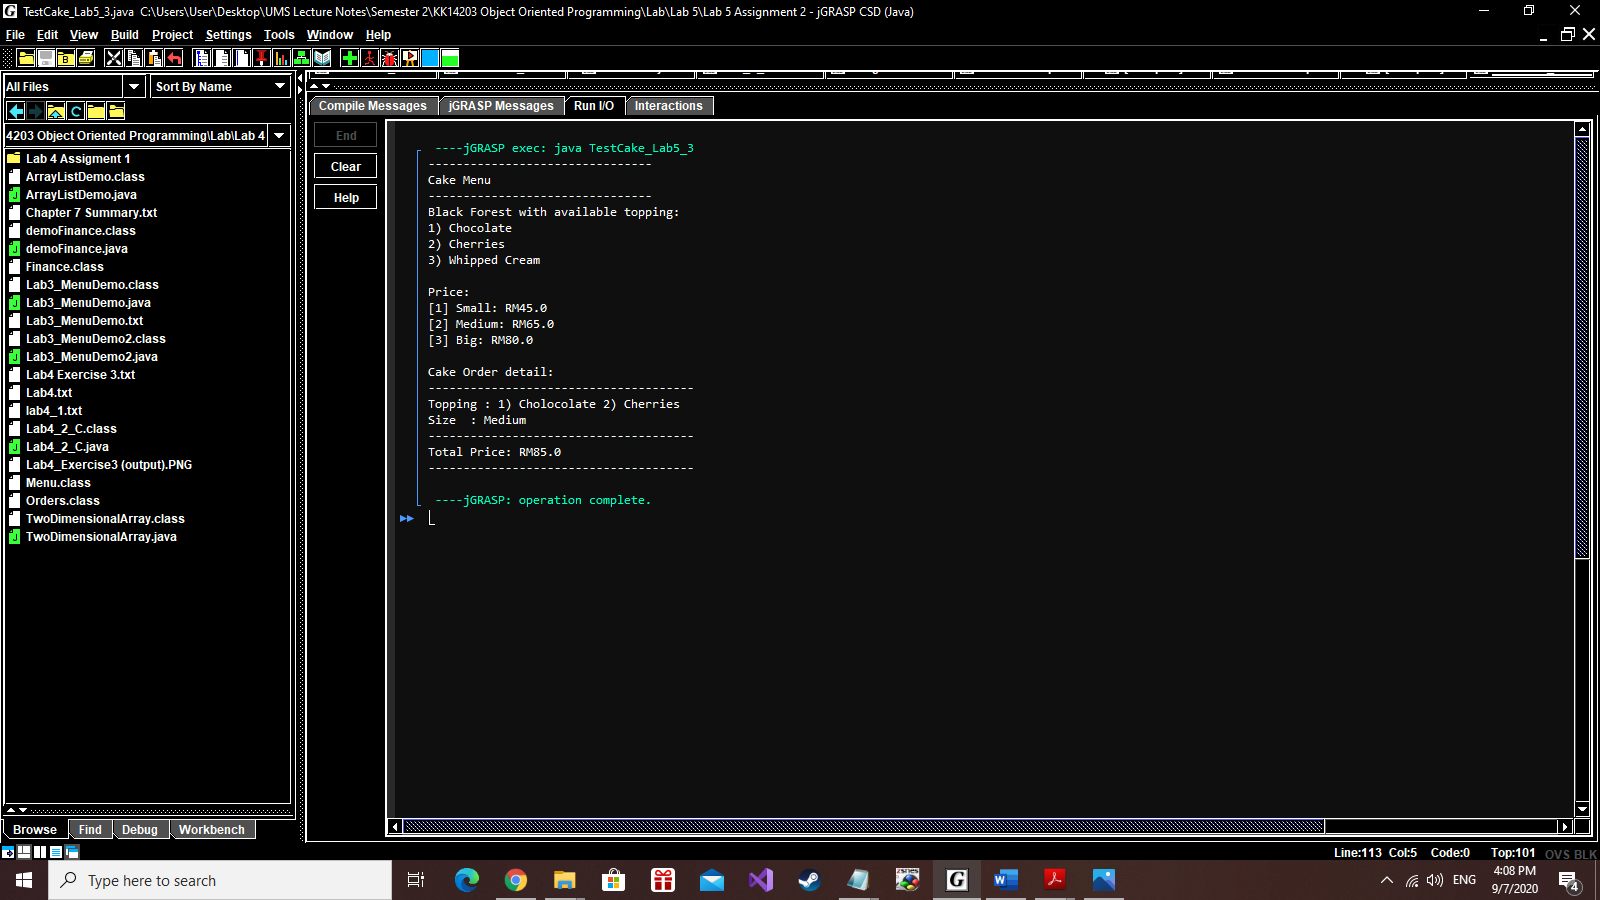 TestCake_Lab5_3.java  C:\Users\User\Desktop\UMS Lecture Notes\Semester 2\KK14203 Object Oriented Programming\Lab\Lab 5\Lab 5 Assignment 2 - jGRASP CSD (Java)
File Edit View Build Project Settings Tools Window Help
All Files
Sort By Name
4203 Object Oriented Programming\Lab\Lab 4
Lab 4 Assigment 1
ArrayListDemo.class
ArrayListDemo.java
Chapter 7 Summary.txt
demoFinance.class
demoFinance.java
Finance.class
Lab3_MenuDemo.class
Lab3_MenuDemo.java
Lab3_MenuDemo.txt
Lab3_MenuDemo2.class
Lab3_MenuDemo2.java
Lab4 Exercise 3.txt
Lab4.txt
lab4_1.txt
Lab4_2_C.class
Lab4_2_C.java
Lab4_Exercise3 (output).PNG
Menu.class
Orders.class
TwoDimensionalArray.class
TwoDimensionalArray.java
Browse Find Debug Workbench
Compile Messages jGRASP Messages Run I/O Interactions
End
Clear
Help
----jGRASP exec: java TestCake_Lab5_3
--------------------------------
Cake Menu
--------------------------------
Black Forest with available topping:
1) Chocolate
2) Cherries
3) Whipped Cream
Price:
[1] Small: RM45.0
[2] Medium: RM65.0
[3] Big: RM80.0
Cake Order detail:
--------------------------------------
Topping : 1) Cholocolate 2) Cherries
Size  : Medium
--------------------------------------
Total Price: RM85.0
--------------------------------------
----jGRASP: operation complete.
Line:113 Col:5 Code:0 Top:101 OVS BLK
Type here to search
ENG
4:08 PM
9/7/2020
4